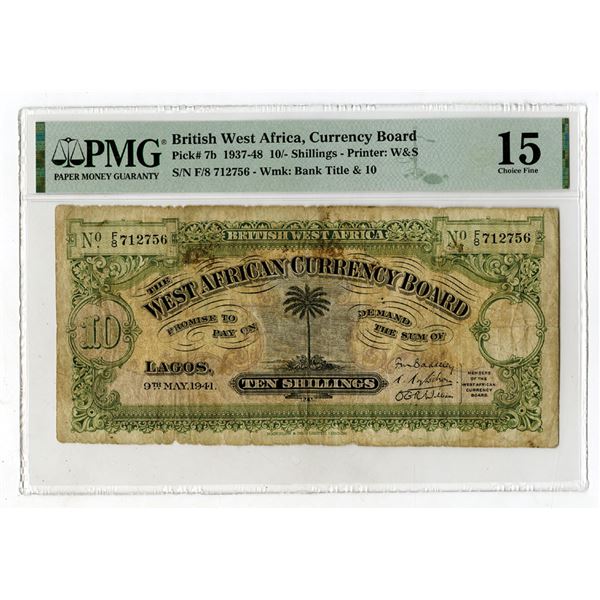 PMG
PAPER MONEY GUARANTY
British West Africa, Currency Board
Pick# 7b 1937-48 10/- Shillings - Printer: W&S
S/N F/8 712756 - Wmk: Bank Title & 10
15
Choice Fine
No F/8 712756
BRITISH WEST AFRICA
No F/8 712756
THE
WEST AFRICAN CURRENCY BOARD
PROMISE TO PAY ON
DEMAND THE SUM OF
10
LAGOS,
9TH MAY, 1941.
TEN SHILLINGS
MEMBERS
OF THE
WEST AFRICAN
CURRENCY
BOARD.